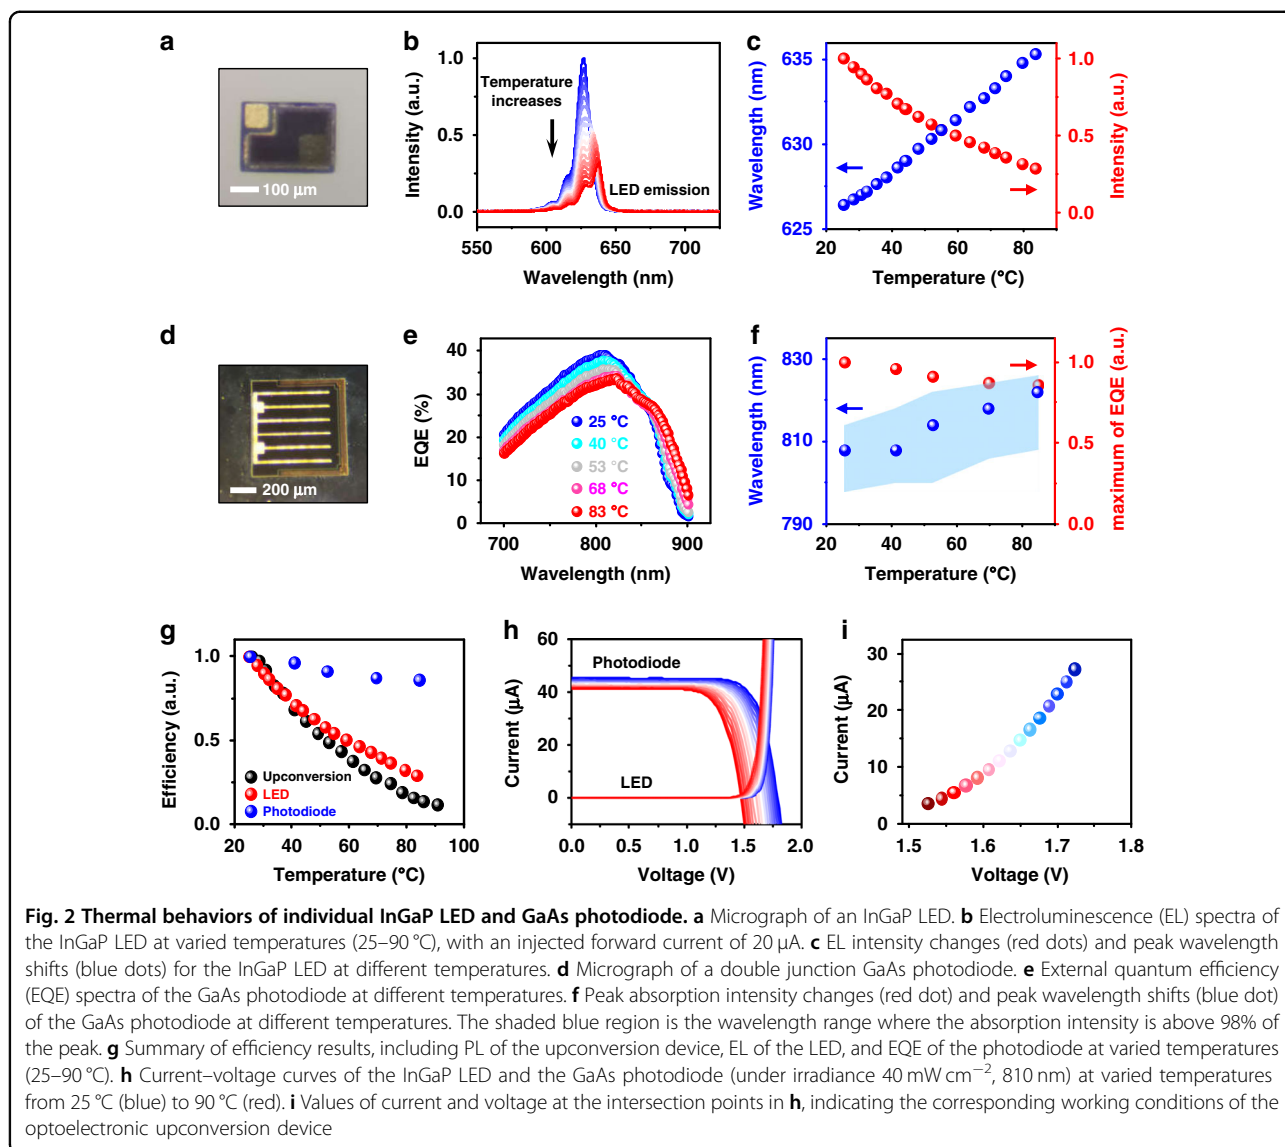 a
100 µm
b
Intensity (a.u.)
1.0
0.5
0.0
Temperature
increases
LED emission
550
600
650
700
Wavelength (nm)
c
Wavelength (nm)
635
630
625
1.0
0.5
0.0
Intensity (a.u.)
20
40
60
80
Temperature (°C)
d
200 µm
e
EQE (%)
40
30
20
10
0
25 °C
40 °C
53 °C
68 °C
83 °C
700
800
900
Wavelength (nm)
f
Wavelength (nm)
830
810
790
1.0
0.5
0.0
maximum of EQE (a.u.)
20
40
60
80
Temperature (°C)
g
Efficiency (a.u.)
1.0
0.5
0.0
Upconversion
LED
Photodiode
20
40
60
80
100
Temperature (°C)
h
Current (µA)
60
40
20
0
Photodiode
LED
0.0
0.5
1.0
1.5
2.0
Voltage (V)
i
Current (µA)
30
20
10
0
1.5
1.6
1.7
1.8
Voltage (V)
Fig. 2 Thermal behaviors of individual InGaP LED and GaAs photodiode. a Micrograph of an InGaP LED. b Electroluminescence (EL) spectra of
the InGaP LED at varied temperatures (25–90 °C), with an injected forward current of 20 µA. c EL intensity changes (red dots) and peak wavelength
shifts (blue dots) for the InGaP LED at different temperatures. d Micrograph of a double junction GaAs photodiode. e External quantum efficiency
(EQE) spectra of the GaAs photodiode at different temperatures. f Peak absorption intensity changes (red dot) and peak wavelength shifts (blue dot)
of the GaAs photodiode at different temperatures. The shaded blue region is the wavelength range where the absorption intensity is above 98% of
the peak. g Summary of efficiency results, including PL of the upconversion device, EL of the LED, and EQE of the photodiode at varied temperatures
(25–90 °C). h Current–voltage curves of the InGaP LED and the GaAs photodiode (under irradiance 40 mW cm⁻², 810 nm) at varied temperatures
from 25 °C (blue) to 90 °C (red). i Values of current and voltage at the intersection points in h, indicating the corresponding working conditions of the
optoelectronic upconversion device